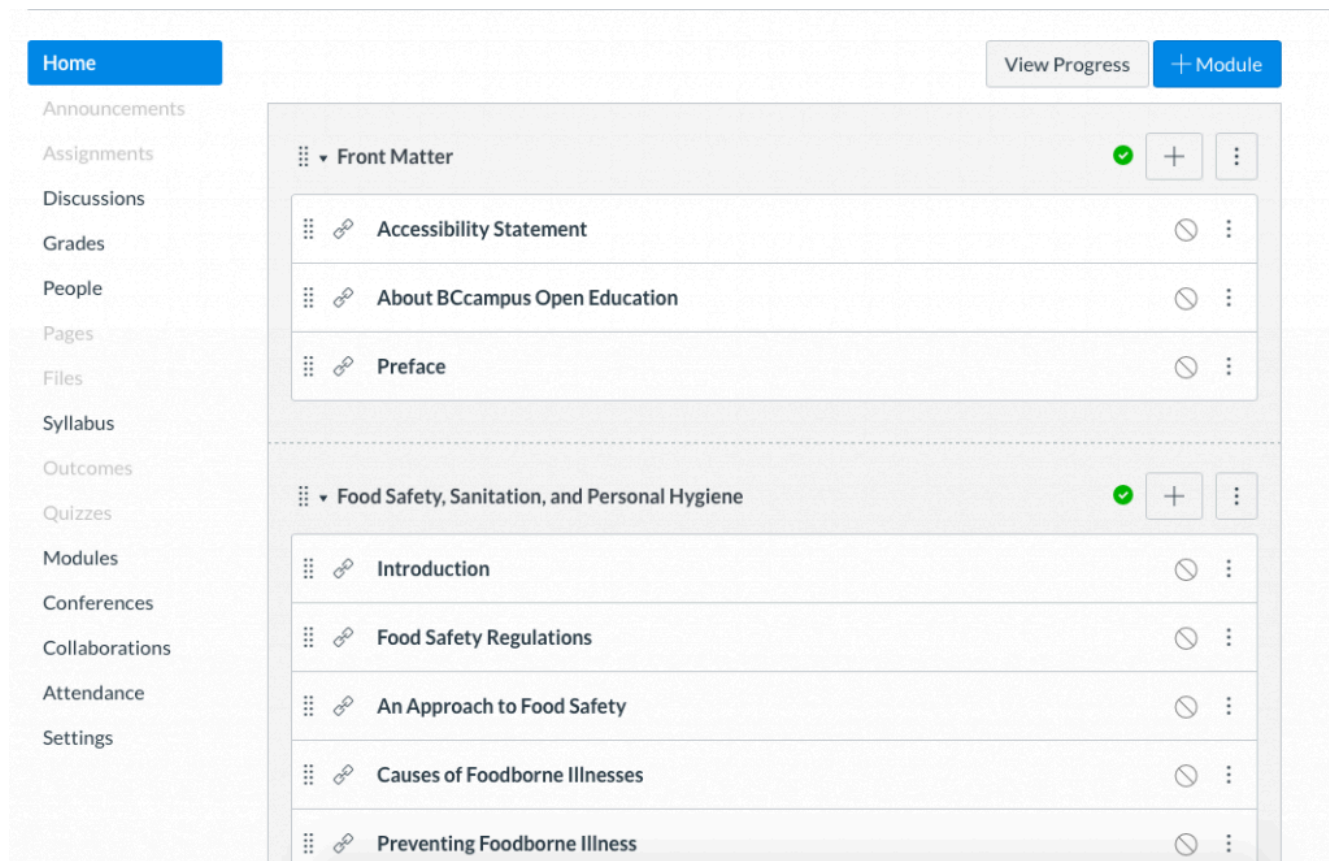 Home
View Progress
+ Module
Announcements
Assignments
Discussions
Grades
People
Pages
Files
Syllabus
Outcomes
Quizzes
Modules
Conferences
Collaborations
Attendance
Settings
Front Matter
Accessibility Statement
About BCcampus Open Education
Preface
Food Safety, Sanitation, and Personal Hygiene
Introduction
Food Safety Regulations
An Approach to Food Safety
Causes of Foodborne Illnesses
Preventing Foodborne Illness